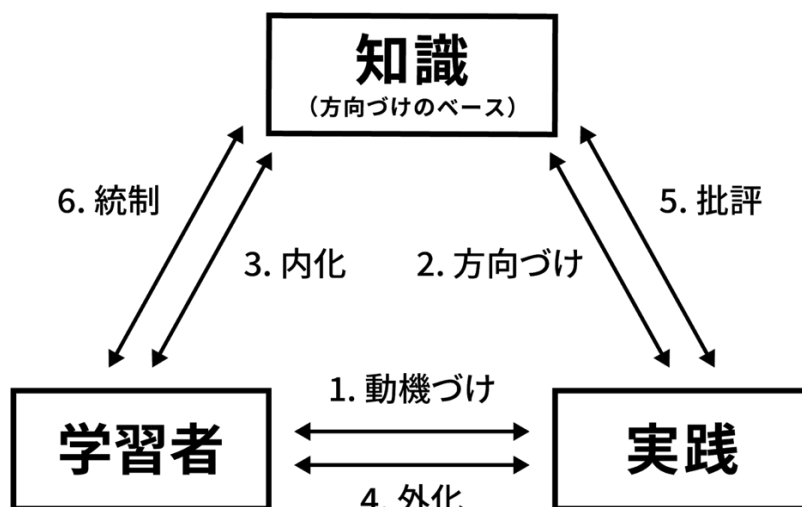 知識
（方向づけのベース）
6. 統制
5. 批評
3. 内化
2. 方向づけ
1. 動機づけ
学習者
実践
4. 外化